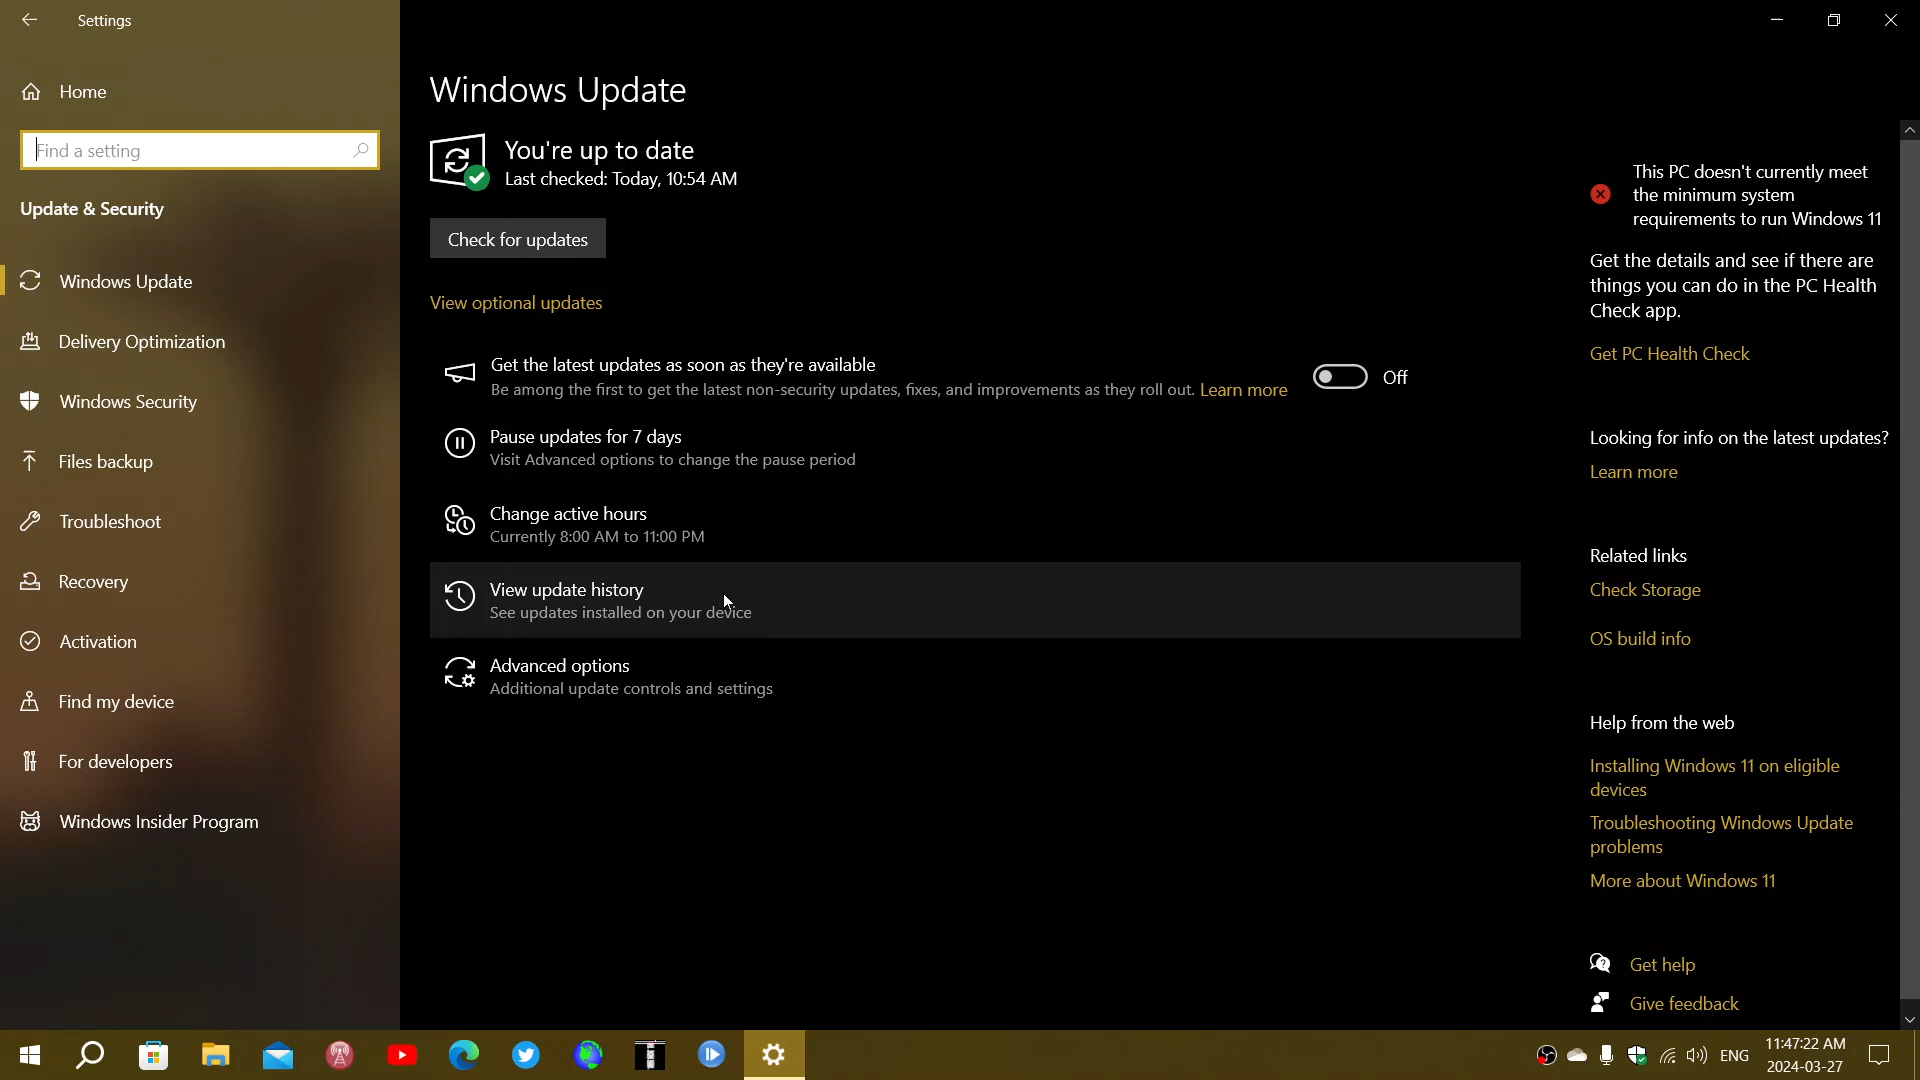 Settings
Home
Find a setting
Update & Security
Windows Update
Delivery Optimization
Windows Security
Files backup
Troubleshoot
Recovery
Activation
Find my device
For developers
Windows Insider Program
Windows Update
You're up to date
Last checked: Today, 10:54 AM
Check for updates
View optional updates
Get the latest updates as soon as they're available
Be among the first to get the latest non-security updates, fixes, and improvements as they roll out. Learn more
Off
Pause updates for 7 days
Visit Advanced options to change the pause period
Change active hours
Currently 8:00 AM to 11:00 PM
View update history
See updates installed on your device
Advanced options
Additional update controls and settings
This PC doesn't currently meet
the minimum system
requirements to run Windows 11
Get the details and see if there are
things you can do in the PC Health
Check app.
Get PC Health Check
Looking for info on the latest updates?
Learn more
Related links
Check Storage
OS build info
Help from the web
Installing Windows 11 on eligible
devices
Troubleshooting Windows Update
problems
More about Windows 11
Get help
Give feedback
ENG
11:47:22 AM
2024-03-27